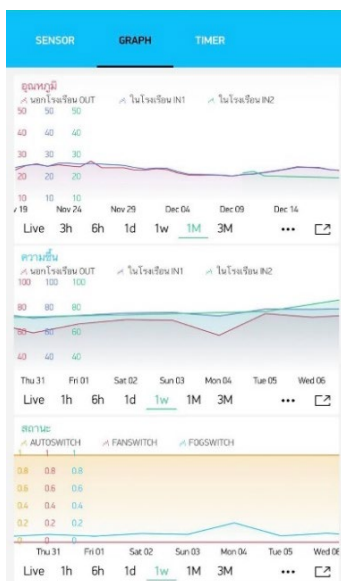 SENSOR GRAPH TIMER
อุณหภูมิ
นอกโรงเรือน OUT ในโรงเรือน IN1 ในโรงเรือน IN2
50 50 50
40 40 40
30 30 30
20 20 20
10 10 10
v 19 Nov 24 Nov 29 Dec 04 Dec 09 Dec 14
Live 3h 6h 1d 1w 1M 3M ...
ความชื้น
นอกโรงเรือน OUT ในโรงเรือน IN1 ในโรงเรือน IN2
100 100 100
80 80 80
60 60 60
40 40 40
Thu 31 Fri 01 Sat 02 Sun 03 Mon 04 Tue 05 Wed 06
Live 1h 6h 1d 1w 1M 3M ...
สถานะ
AUTOSWITCH FANSWITCH FOGSWITCH
0.8 0.8 0.8
0.6 0.6 0.6
0.4 0.4 0.4
0.2 0.2 0.2
0 0 0
Thu 31 Fri 01 Sat 02 Sun 03 Mon 04 Tue 05 Wed 06
Live 1h 6h 1d 1w 1M 3M ...